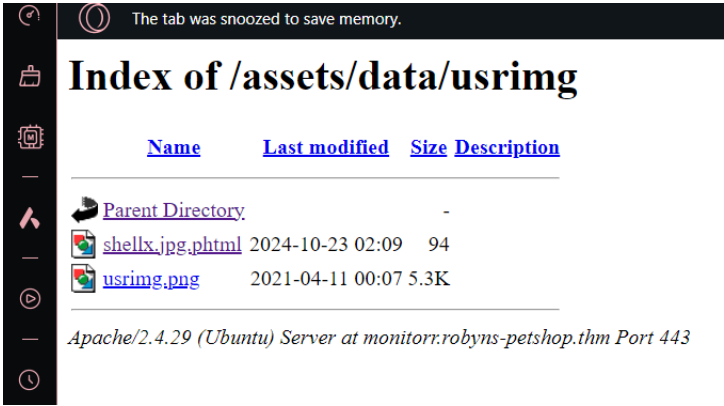 The tab was snoozed to save memory.
Index of /assets/data/usrimg
Name Last modified Size Description
Parent Directory -
shellx.jpg.phtml 2024-10-23 02:09 94
usrimg.png 2021-04-11 00:07 5.3K
Apache/2.4.29 (Ubuntu) Server at monitorr.robyns-petshop.thm Port 443